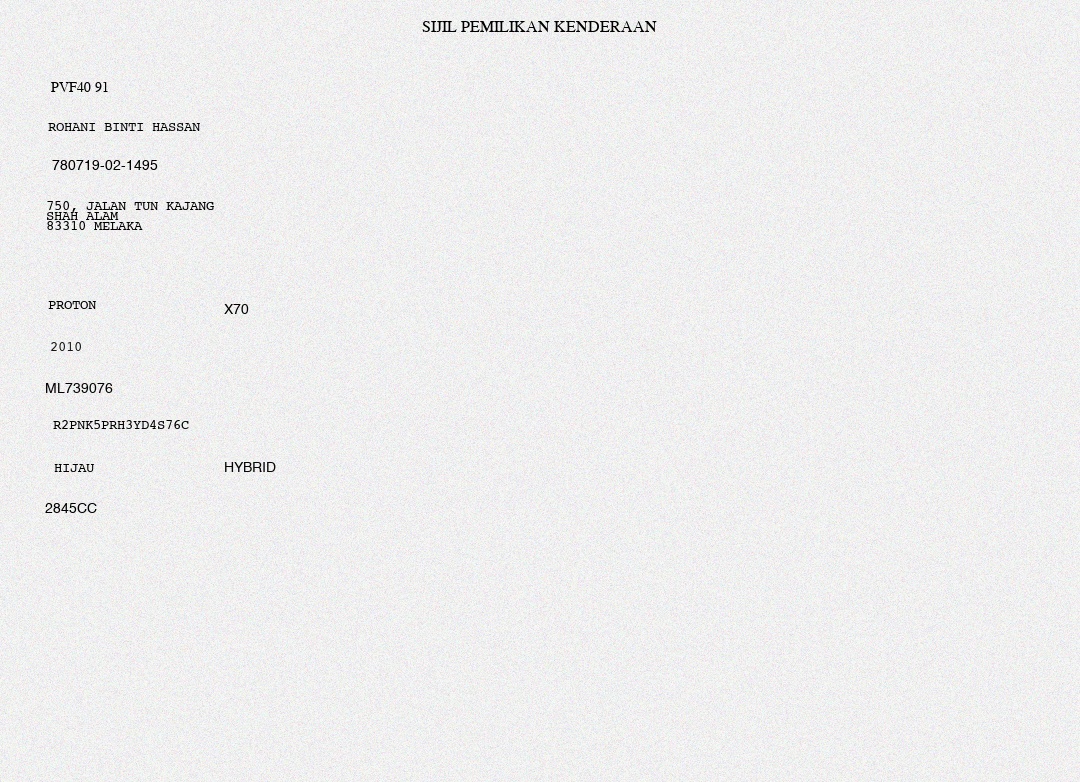 SIJIL PEMILIKAN KENDERAAN
PVF40 91
ROHANI BINTI HASSAN
780719-02-1495
750, JALAN TUN KAJANG
SHAH ALAM
83310 MELAKA
PROTON X70
2010
ML739076
R2PNK5PRH3YD4S76C
HIJAU HYBRID
2845CC